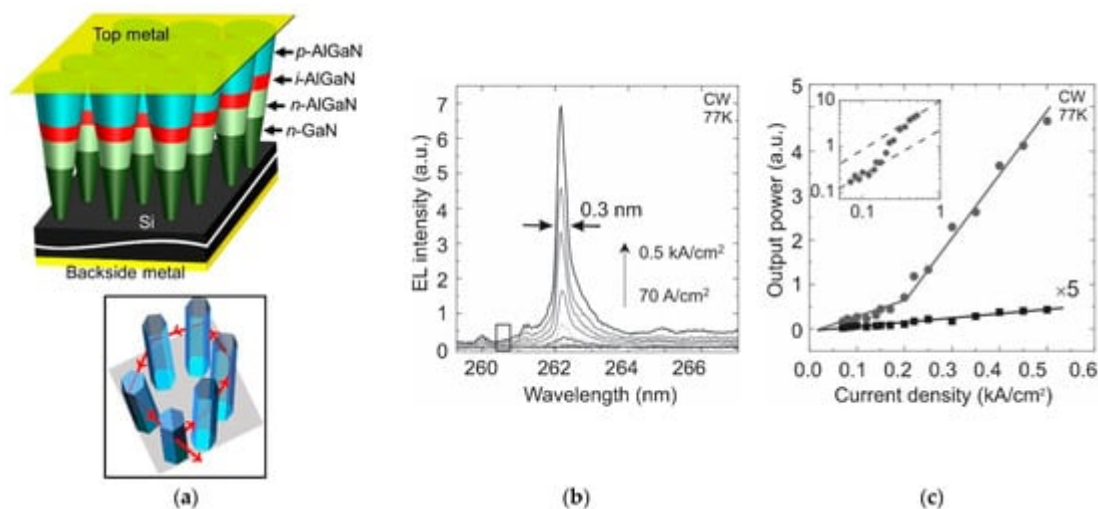 Top metal
p-AlGaN
i-AlGaN
n-AlGaN
n-GaN
Si
Backside metal
(a)
7
6
5
4
3
2
1
0
EL intensity (a.u.)
CW
77K
0.3 nm
0.5 kA/cm²
70 A/cm²
260 262 264 266
Wavelength (nm)
(b)
5
4
3
2
1
0
Output power (a.u.)
10
1
0.1
0.1 1
CW
77K
×5
0.0 0.1 0.2 0.3 0.4 0.5 0.6
Current density (kA/cm²)
(c)